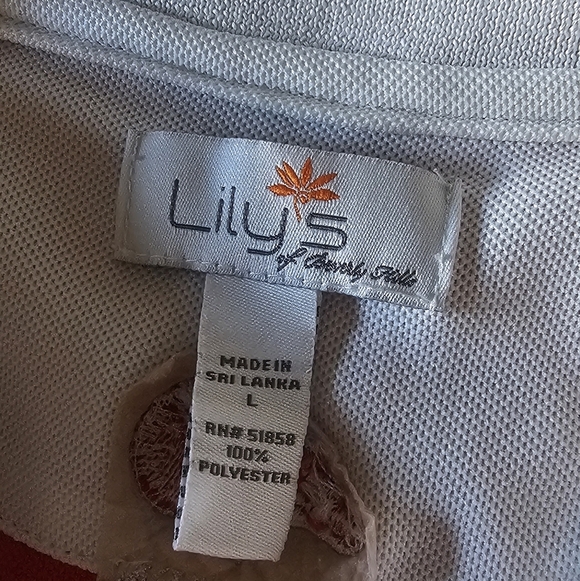 Lily's
of Beverly Hills
MADE IN
SRI LANKA
L
RN# 51858
100%
POLYESTER